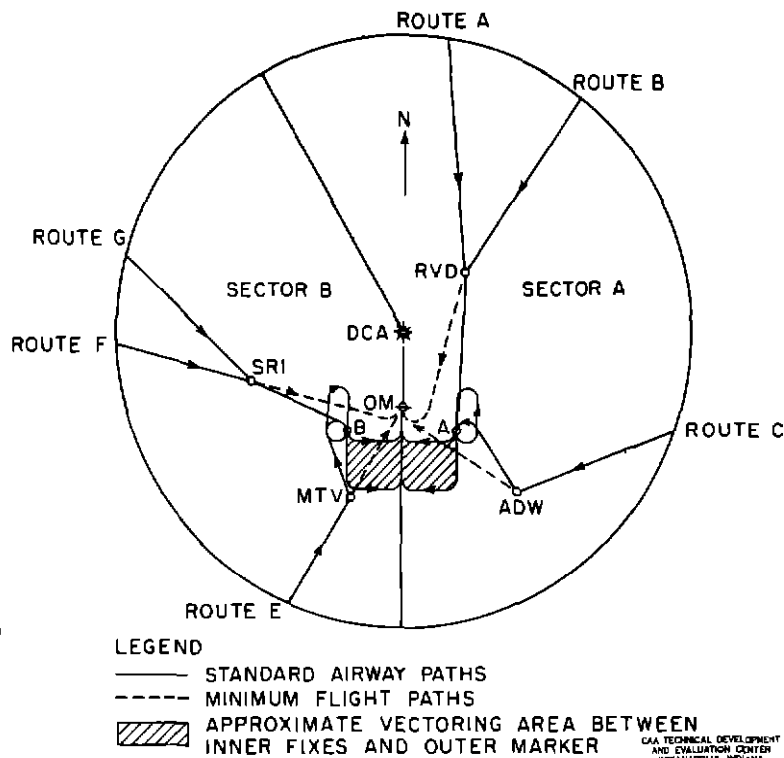 ROUTE A
ROUTE B
N
ROUTE G
RVD
SECTOR B
SECTOR A
DCA
ROUTE F
SRI
OM
B
A
ROUTE C
MTV
ADW
ROUTE E
LEGEND
STANDARD AIRWAY PATHS
MINIMUM FLIGHT PATHS
APPROXIMATE VECTORING AREA BETWEEN
INNER FIXES AND OUTER MARKER
CAA TECHNICAL DEVELOPMENT
AND EVALUATION CENTER